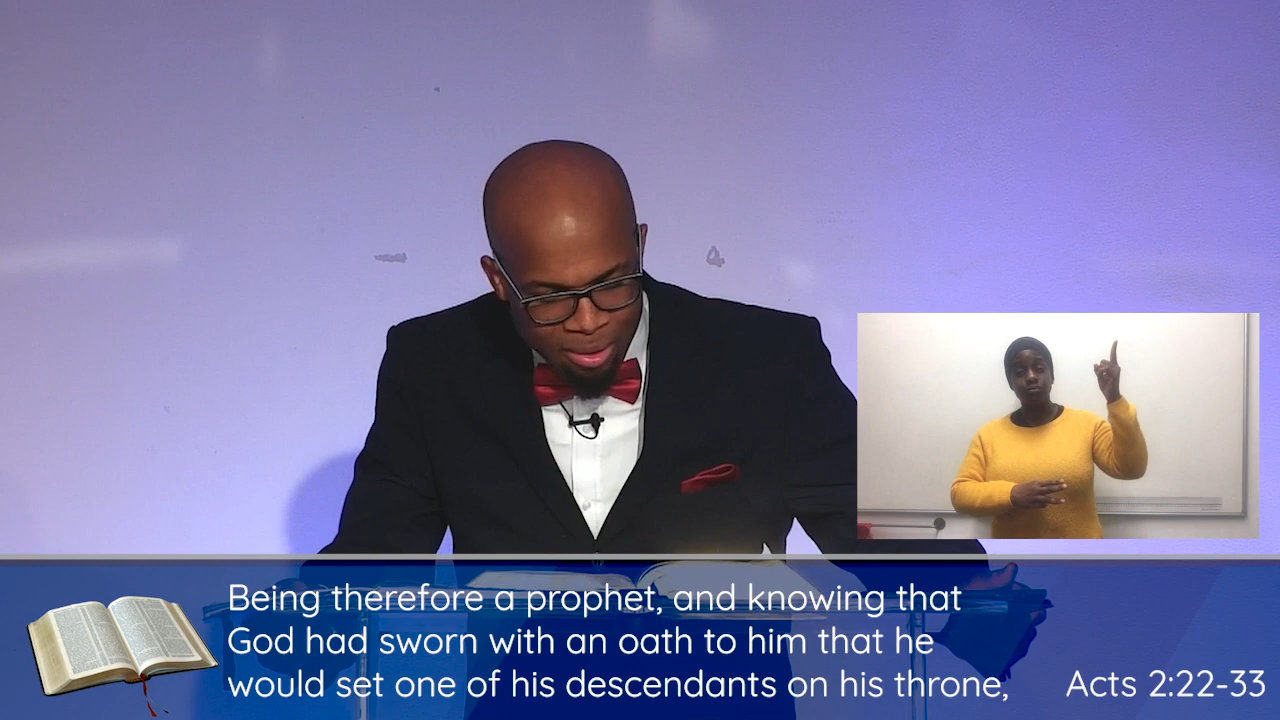 Being therefore a prophet, and knowing that
God had sworn with an oath to him that he
would set one of his descendants on his throne,
Acts 2:22-33